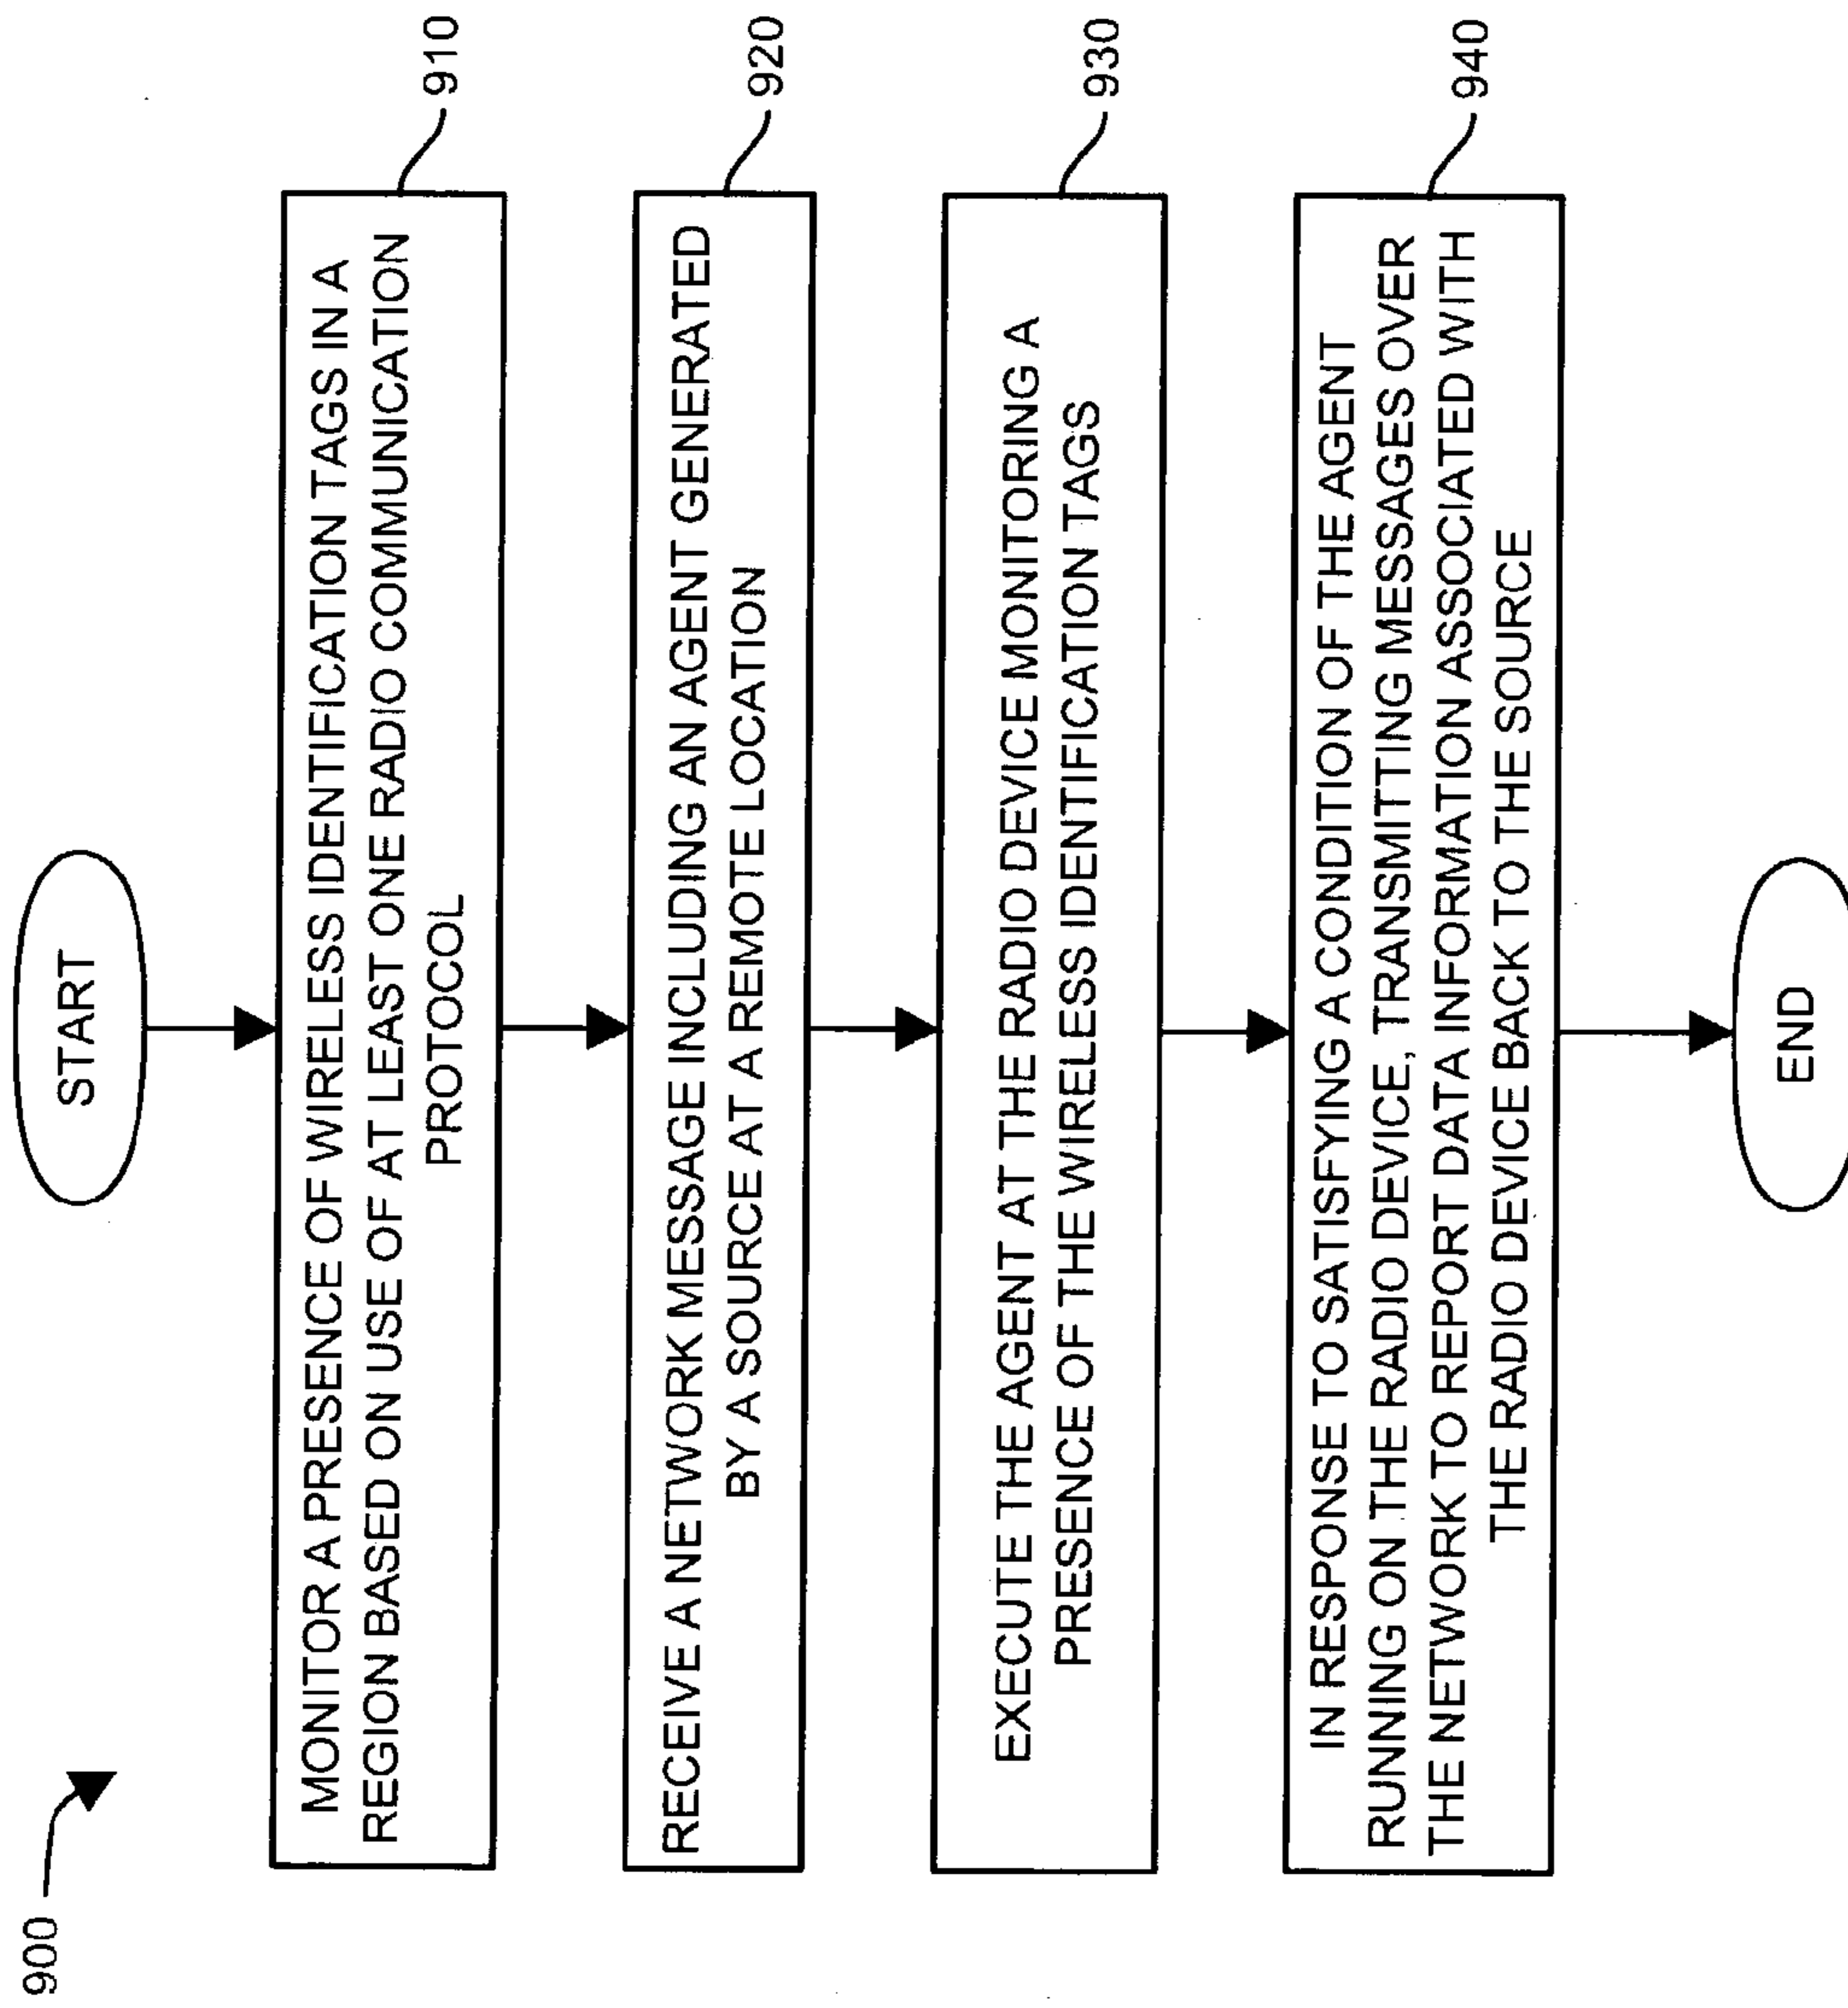 900
START
MONITOR A PRESENCE OF WIRELESS IDENTIFICATION TAGS IN A
REGION BASED ON USE OF AT LEAST ONE RADIO COMMUNICATION
PROTOCOL
910
RECEIVE A NETWORK MESSAGE INCLUDING AN AGENT GENERATED
BY A SOURCE AT A REMOTE LOCATION
920
EXECUTE THE AGENT AT THE RADIO DEVICE MONITORING A
PRESENCE OF THE WIRELESS IDENTIFICATION TAGS
930
IN RESPONSE TO SATISFYING A CONDITION OF THE AGENT
RUNNING ON THE RADIO DEVICE, TRANSMITTING MESSAGES OVER
THE NETWORK TO REPORT DATA INFORMATION ASSOCIATED WITH
THE RADIO DEVICE BACK TO THE SOURCE
940
END